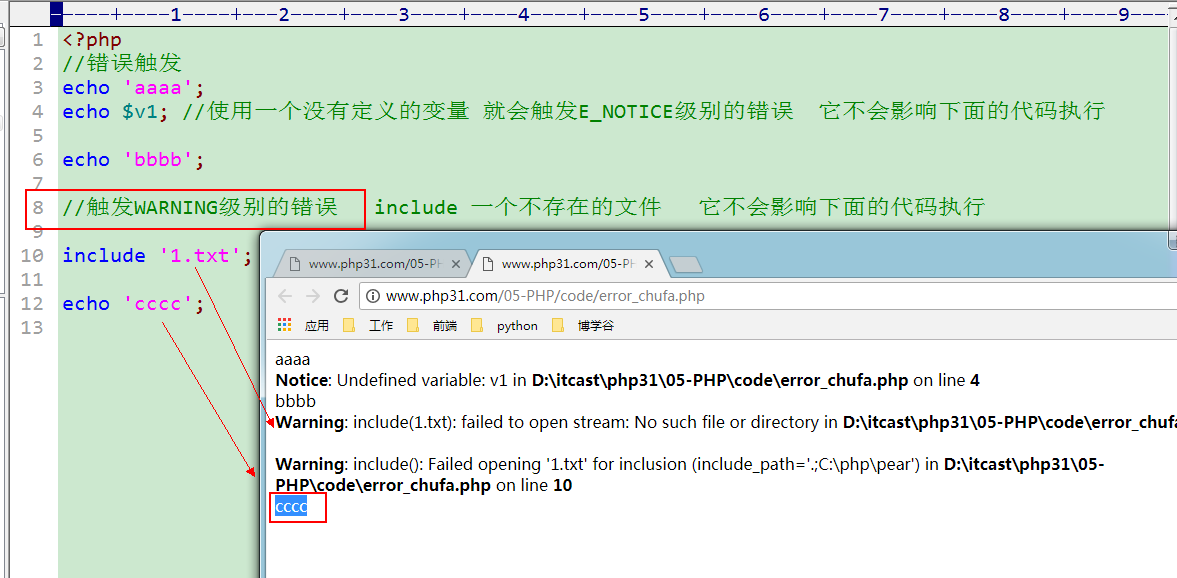 ----+----1----+----2----+----3----+----4----+----5----+----6----+----7----+----8----+----9----+
1 <?php
2 //错误触发
3 echo 'aaaa';
4 echo $v1; //使用一个没有定义的变量 就会触发E_NOTICE级别的错误 它不会影响下面的代码执行
5
6 echo 'bbbb';
7
8 //触发WARNING级别的错误 include 一个不存在的文件 它不会影响下面的代码执行
9
10 include '1.txt';
11
12 echo 'cccc';
13
www.php31.com/05-PH × www.php31.com/05-PH ×
www.php31.com/05-PHP/code/error_chufa.php
应用 工作 前端 python 博学谷
aaaa
Notice: Undefined variable: v1 in D:\itcast\php31\05-PHP\code\error_chufa.php on line 4
bbbb
Warning: include(1.txt): failed to open stream: No such file or directory in D:\itcast\php31\05-PHP\code\error_chufa
Warning: include(): Failed opening '1.txt' for inclusion (include_path='.;C:\php\pear') in D:\itcast\php31\05-
PHP\code\error_chufa.php on line 10
cccc